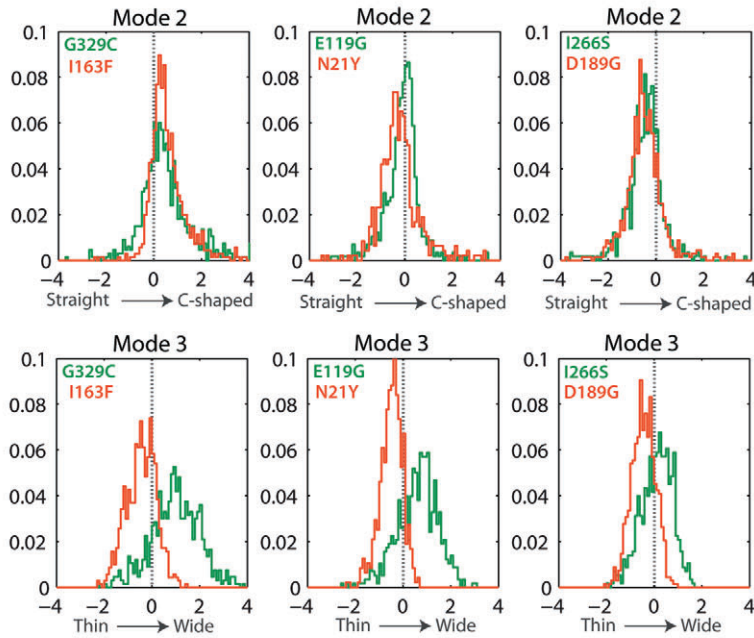 Mode 2
Mode 2
Mode 2
0.1
G329C
I163F
0.08
0.06
0.04
0.02
0
−4 −2 0 2 4
Straight C-shaped
0.1
E119G
N21Y
0.08
0.06
0.04
0.02
0
−4 −2 0 2 4
Straight C-shaped
0.1
I266S
D189G
0.08
0.06
0.04
0.02
0
−4 −2 0 2 4
Straight C-shaped
Mode 3
Mode 3
Mode 3
0.1
G329C
I163F
0.08
0.06
0.04
0.02
0
−4 −2 0 2 4
Thin Wide
0.1
E119G
N21Y
0.08
0.06
0.04
0.02
0
−4 −2 0 2 4
Thin Wide
0.1
I266S
D189G
0.08
0.06
0.04
0.02
0
−4 −2 0 2 4
Thin Wide